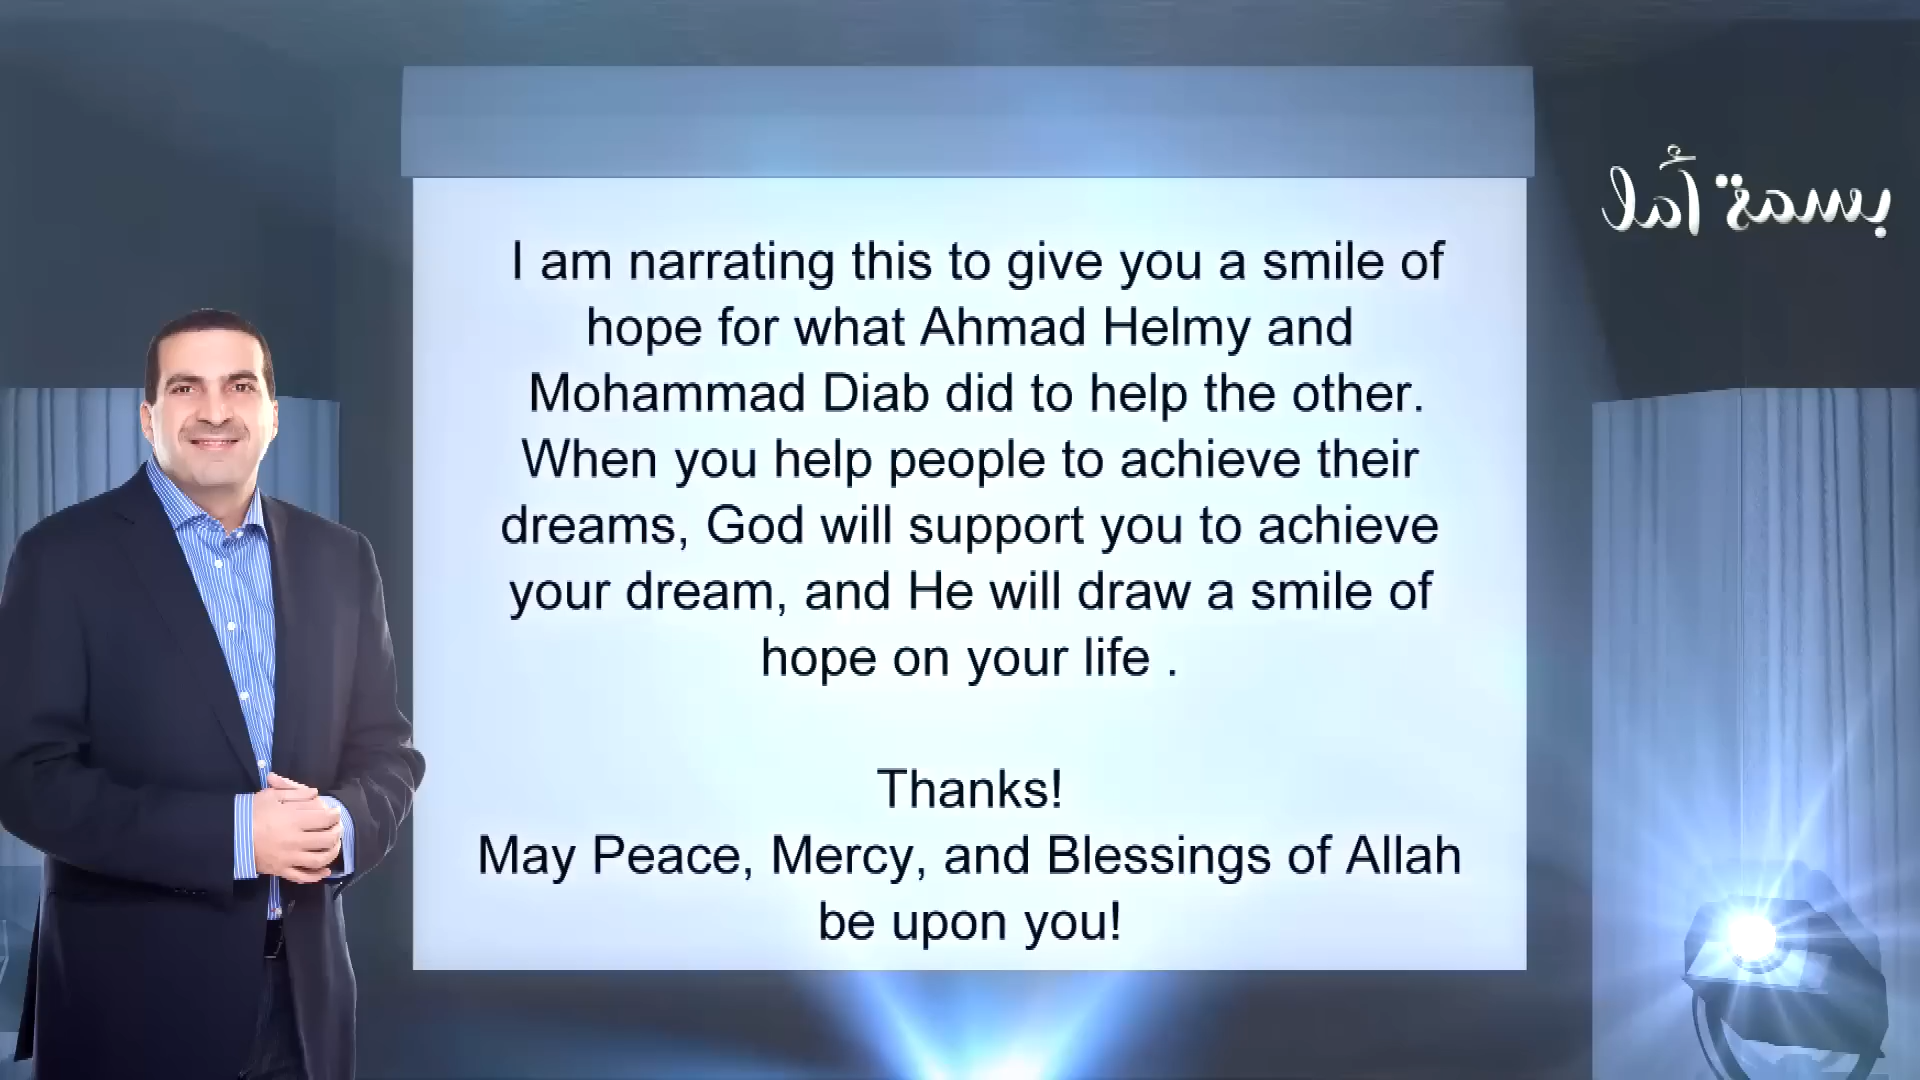 I am narrating this to give you a smile of
hope for what Ahmad Helmy and
Mohammad Diab did to help the other.
When you help people to achieve their
dreams, God will support you to achieve
your dream, and He will draw a smile of
hope on your life .
Thanks!
May Peace, Mercy, and Blessings of Allah
be upon you!